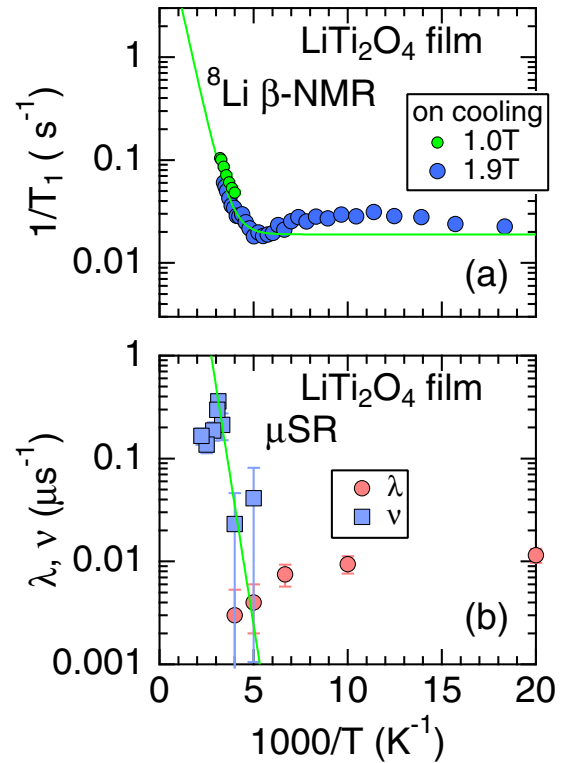 LiTi₂O₄ film
⁸Li β-NMR
on cooling
1.0T
1.9T
1
0.1
0.01
1/T₁ ( s⁻¹)
(a)
LiTi₂O₄ film
μSR
λ
ν
1
0.1
0.01
0.001
λ, ν (μs⁻¹)
(b)
0 5 10 15 20
1000/T (K⁻¹)